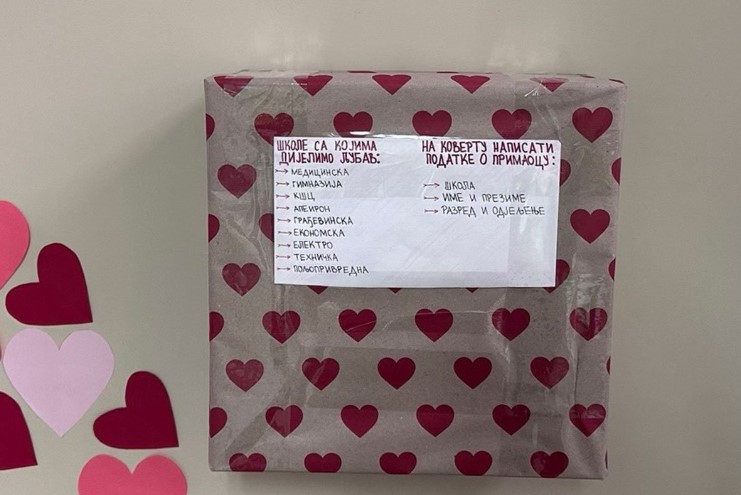 ШКОЛЕ СА КОЈИМА
ДИЈЕЛИМО ЉУБАВ:
МЕДИЦИНСКА
ГИМНАЗИЈА
КШЦ
АПЕИРОН
ГРАЂЕВИНСКА
ЕКОНОМСКА
ЕЛЕКТРО
ТЕХНИЧКА
ПОЉОПРИВРЕДНА
НА КОВЕРТУ НАПИСАТИ
ПОДАТКЕ О ПРИМАОЦУ:
ШКОЛА
ИМЕ И ПРЕЗИМЕ
РАЗРЕД И ОДЈЕЉЕЊЕ